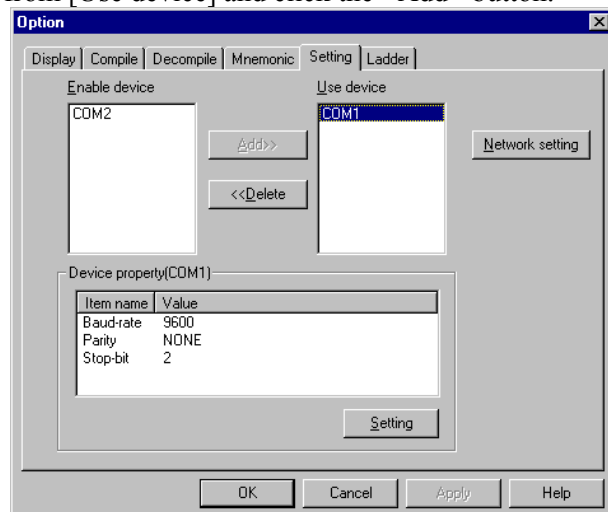 from [Use device] and click the "Add" button.
Option
Display Compile Decompile Mnemonic Setting Ladder
Enable device Use device
COM2 COM1
Add>> Network setting
<<Delete
Device property(COM1)
Item name Value
Baud-rate 9600
Parity NONE
Stop-bit 2
Setting
OK Cancel Apply Help